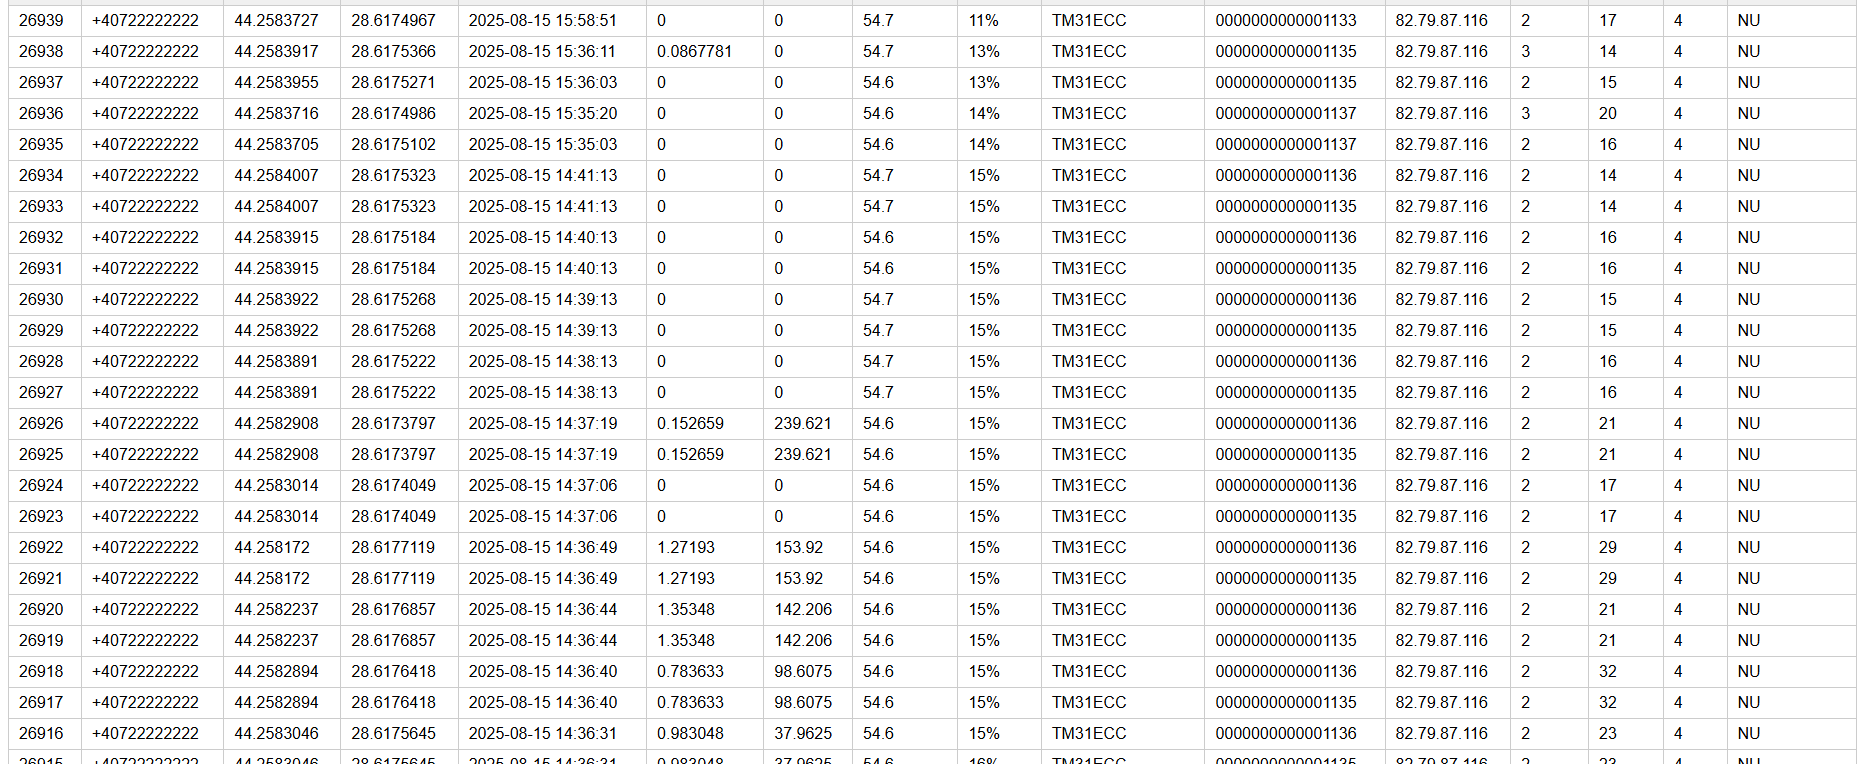 26939 +40722222222 44.2583727 28.6174967 2025-08-15 15:58:51 0 0 54.7 11% TM31ECC 0000000000001133 82.79.87.116 2 17 4 NU
26938 +40722222222 44.2583917 28.6175366 2025-08-15 15:36:11 0.0867781 0 54.7 13% TM31ECC 0000000000001135 82.79.87.116 3 14 4 NU
26937 +40722222222 44.2583955 28.6175271 2025-08-15 15:36:03 0 0 54.6 13% TM31ECC 0000000000001135 82.79.87.116 2 15 4 NU
26936 +40722222222 44.2583716 28.6174986 2025-08-15 15:35:20 0 0 54.6 14% TM31ECC 0000000000001137 82.79.87.116 3 20 4 NU
26935 +40722222222 44.2583705 28.6175102 2025-08-15 15:35:03 0 0 54.6 14% TM31ECC 0000000000001137 82.79.87.116 2 16 4 NU
26934 +40722222222 44.2584007 28.6175323 2025-08-15 14:41:13 0 0 54.7 15% TM31ECC 0000000000001136 82.79.87.116 2 14 4 NU
26933 +40722222222 44.2584007 28.6175323 2025-08-15 14:41:13 0 0 54.7 15% TM31ECC 0000000000001135 82.79.87.116 2 14 4 NU
26932 +40722222222 44.2583915 28.6175184 2025-08-15 14:40:13 0 0 54.6 15% TM31ECC 0000000000001136 82.79.87.116 2 16 4 NU
26931 +40722222222 44.2583915 28.6175184 2025-08-15 14:40:13 0 0 54.6 15% TM31ECC 0000000000001135 82.79.87.116 2 16 4 NU
26930 +40722222222 44.2583922 28.6175268 2025-08-15 14:39:13 0 0 54.7 15% TM31ECC 0000000000001136 82.79.87.116 2 15 4 NU
26929 +40722222222 44.2583922 28.6175268 2025-08-15 14:39:13 0 0 54.7 15% TM31ECC 0000000000001135 82.79.87.116 2 15 4 NU
26928 +40722222222 44.2583891 28.6175222 2025-08-15 14:38:13 0 0 54.7 15% TM31ECC 0000000000001136 82.79.87.116 2 16 4 NU
26927 +40722222222 44.2583891 28.6175222 2025-08-15 14:38:13 0 0 54.7 15% TM31ECC 0000000000001135 82.79.87.116 2 16 4 NU
26926 +40722222222 44.2582908 28.6173797 2025-08-15 14:37:19 0.152659 239.621 54.6 15% TM31ECC 0000000000001136 82.79.87.116 2 21 4 NU
26925 +40722222222 44.2582908 28.6173797 2025-08-15 14:37:19 0.152659 239.621 54.6 15% TM31ECC 0000000000001135 82.79.87.116 2 21 4 NU
26924 +40722222222 44.2583014 28.6174049 2025-08-15 14:37:06 0 0 54.6 15% TM31ECC 0000000000001136 82.79.87.116 2 17 4 NU
26923 +40722222222 44.2583014 28.6174049 2025-08-15 14:37:06 0 0 54.6 15% TM31ECC 0000000000001135 82.79.87.116 2 17 4 NU
26922 +40722222222 44.258172 28.6177119 2025-08-15 14:36:49 1.27193 153.92 54.6 15% TM31ECC 0000000000001136 82.79.87.116 2 29 4 NU
26921 +40722222222 44.258172 28.6177119 2025-08-15 14:36:49 1.27193 153.92 54.6 15% TM31ECC 0000000000001135 82.79.87.116 2 29 4 NU
26920 +40722222222 44.2582237 28.6176857 2025-08-15 14:36:44 1.35348 142.206 54.6 15% TM31ECC 0000000000001136 82.79.87.116 2 21 4 NU
26919 +40722222222 44.2582237 28.6176857 2025-08-15 14:36:44 1.35348 142.206 54.6 15% TM31ECC 0000000000001135 82.79.87.116 2 21 4 NU
26918 +40722222222 44.2582894 28.6176418 2025-08-15 14:36:40 0.783633 98.6075 54.6 15% TM31ECC 0000000000001136 82.79.87.116 2 32 4 NU
26917 +40722222222 44.2582894 28.6176418 2025-08-15 14:36:40 0.783633 98.6075 54.6 15% TM31ECC 0000000000001135 82.79.87.116 2 32 4 NU
26916 +40722222222 44.2583046 28.6175645 2025-08-15 14:36:31 0.983048 37.9625 54.6 15% TM31ECC 0000000000001136 82.79.87.116 2 23 4 NU
26915 +40722222222 44.2583046 28.6175645 2025-08-15 14:36:31 0.983048 37.9625 54.6 16% TM31ECC 0000000000001135 82.79.87.116 2 23 4 NU